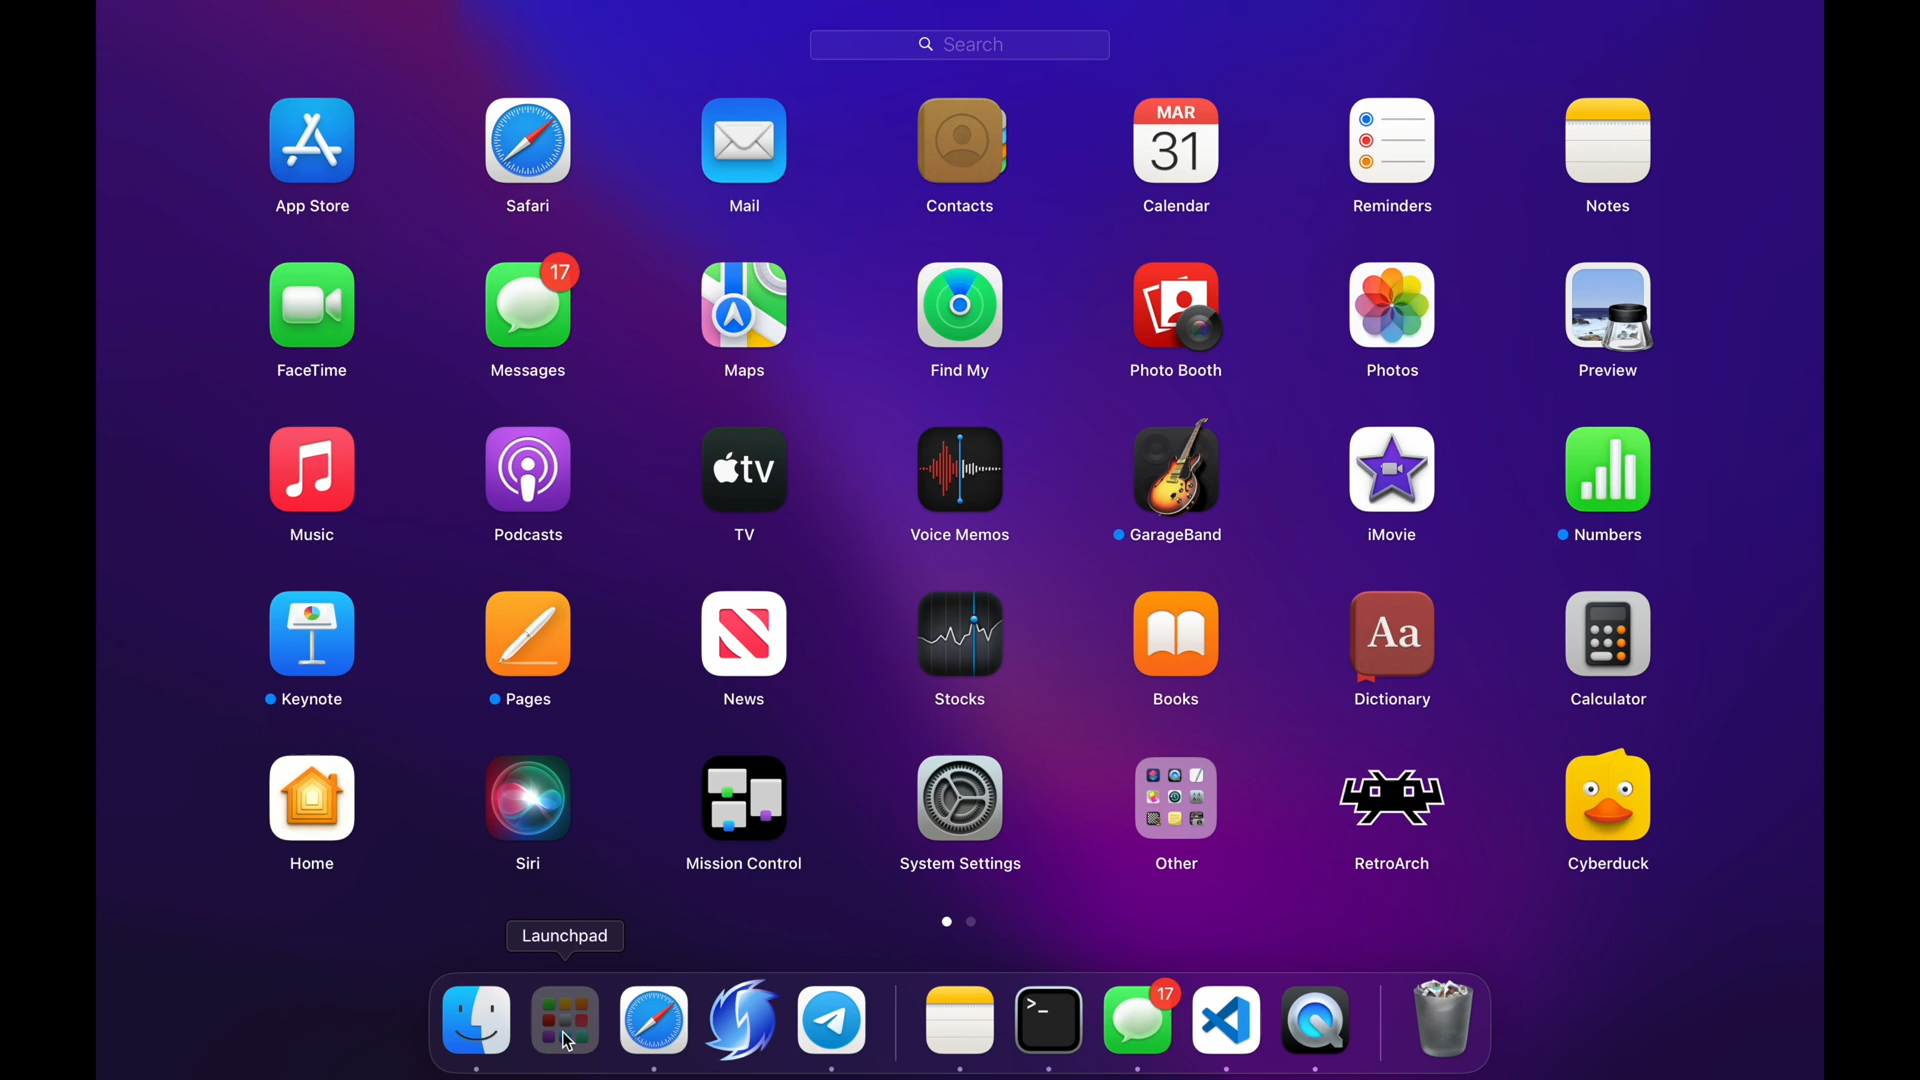 Search
App Store
Safari
Mail
Contacts
MAR
31
Calendar
Reminders
Notes
FaceTime
17
Messages
Maps
Find My
Photo Booth
Photos
Preview
Music
Podcasts
tv
TV
Voice Memos
GarageBand
iMovie
Numbers
Keynote
Pages
News
Stocks
Books
Aa
Dictionary
Calculator
Home
Siri
Mission Control
System Settings
Other
RetroArch
Cyberduck
Launchpad
>_
17